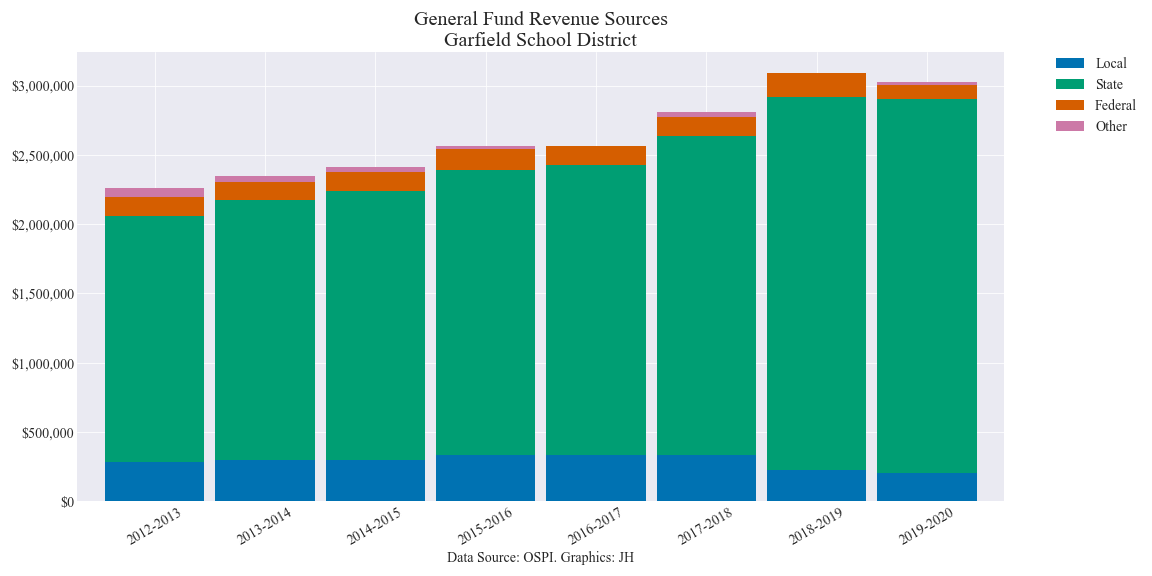 General Fund Revenue Sources
Garfield School District
Local
State
Federal
Other
$3,000,000
$2,500,000
$2,000,000
$1,500,000
$1,000,000
$500,000
$0
2012-2013
2013-2014
2014-2015
2015-2016
2016-2017
2017-2018
2018-2019
2019-2020
Data Source: OSPI. Graphics: JH